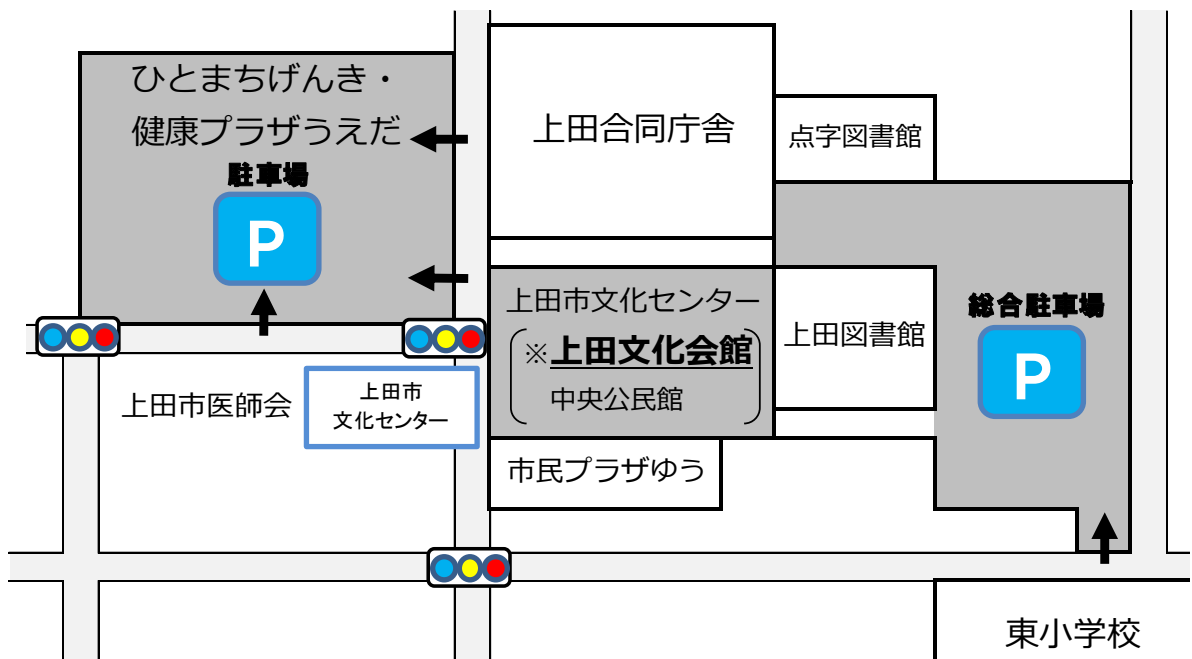 ひとまちげんき・
健康プラザうえだ
駐車場
P
上田合同庁舎
点字図書館
上田市文化センター
※上田文化会館
中央公民館
上田図書館
総合駐車場
P
上田市医師会
上田市
文化センター
市民プラザゆう
東小学校